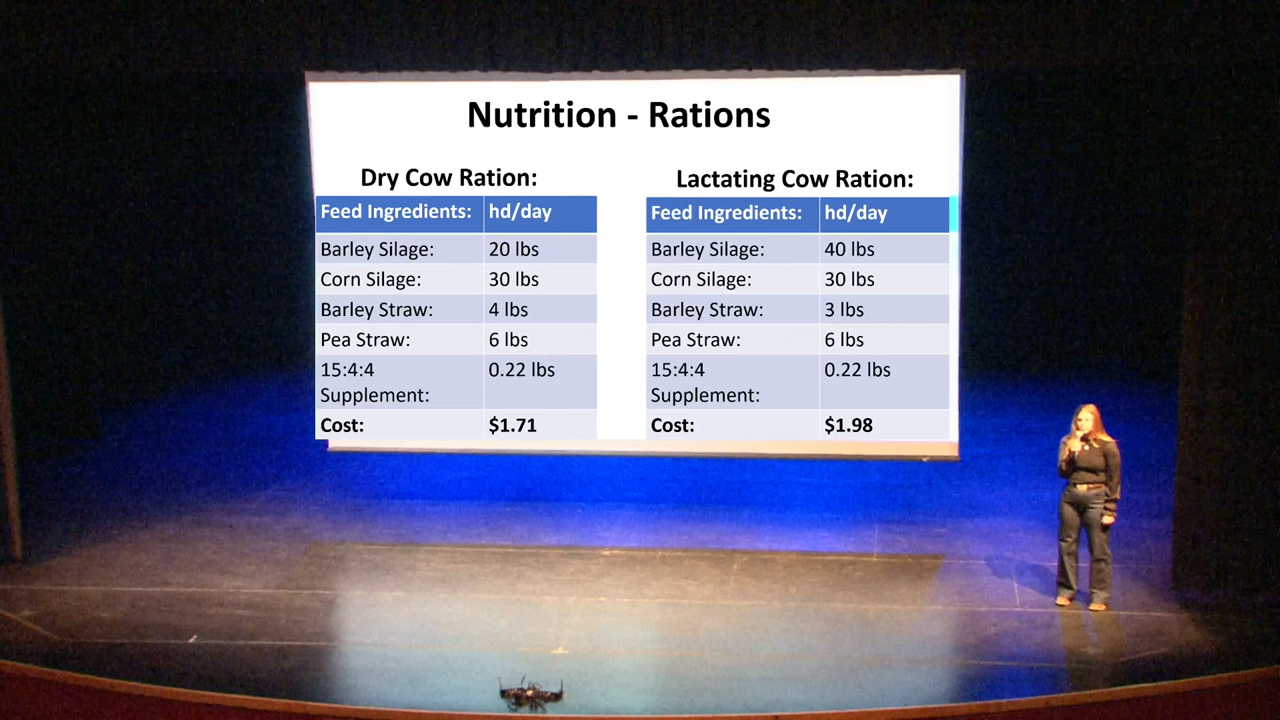 Nutrition - Rations
Dry Cow Ration:
Feed Ingredients: hd/day
Barley Silage: 20 lbs
Corn Silage: 30 lbs
Barley Straw: 4 lbs
Pea Straw: 6 lbs
15:4:4 0.22 lbs
Supplement:
Cost: $1.71
Lactating Cow Ration:
Feed Ingredients: hd/day
Barley Silage: 40 lbs
Corn Silage: 30 lbs
Barley Straw: 3 lbs
Pea Straw: 6 lbs
15:4:4 0.22 lbs
Supplement:
Cost: $1.98